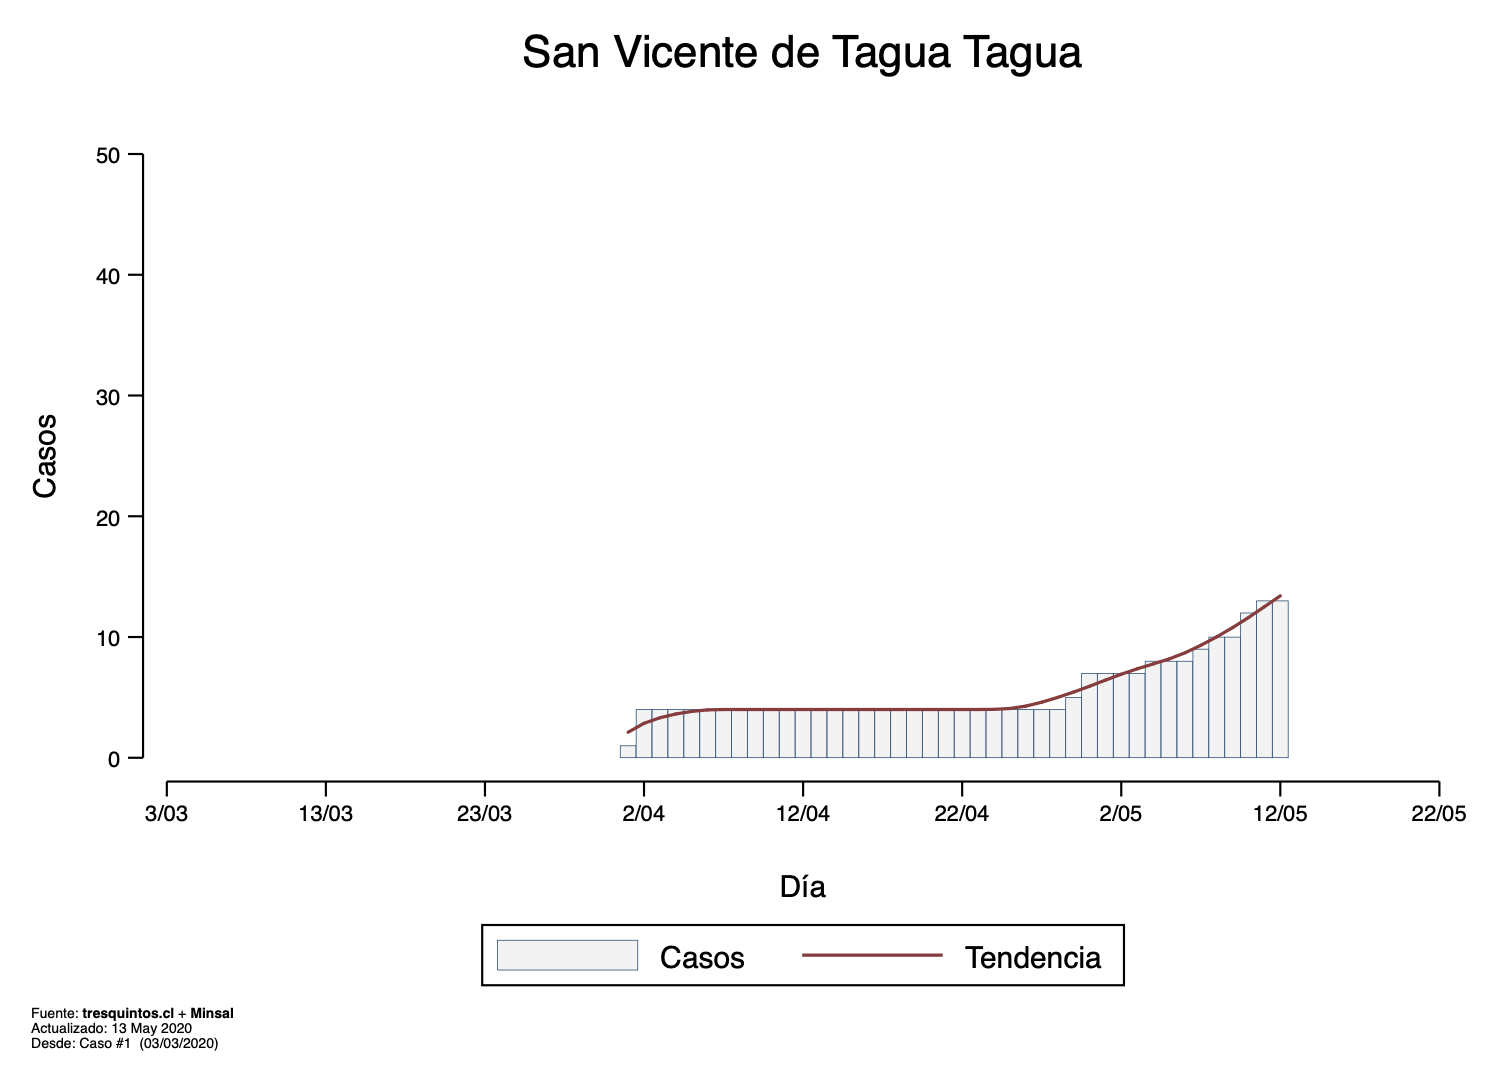 San Vicente de Tagua Tagua
50
40
30
20
10
0
Casos
3/03 13/03 23/03 2/04 12/04 22/04 2/05 12/05 22/05
Día
Casos Tendencia
Fuente: tresquintos.cl + Minsal
Actualizado: 13 May 2020
Desde: Caso #1 (03/03/2020)